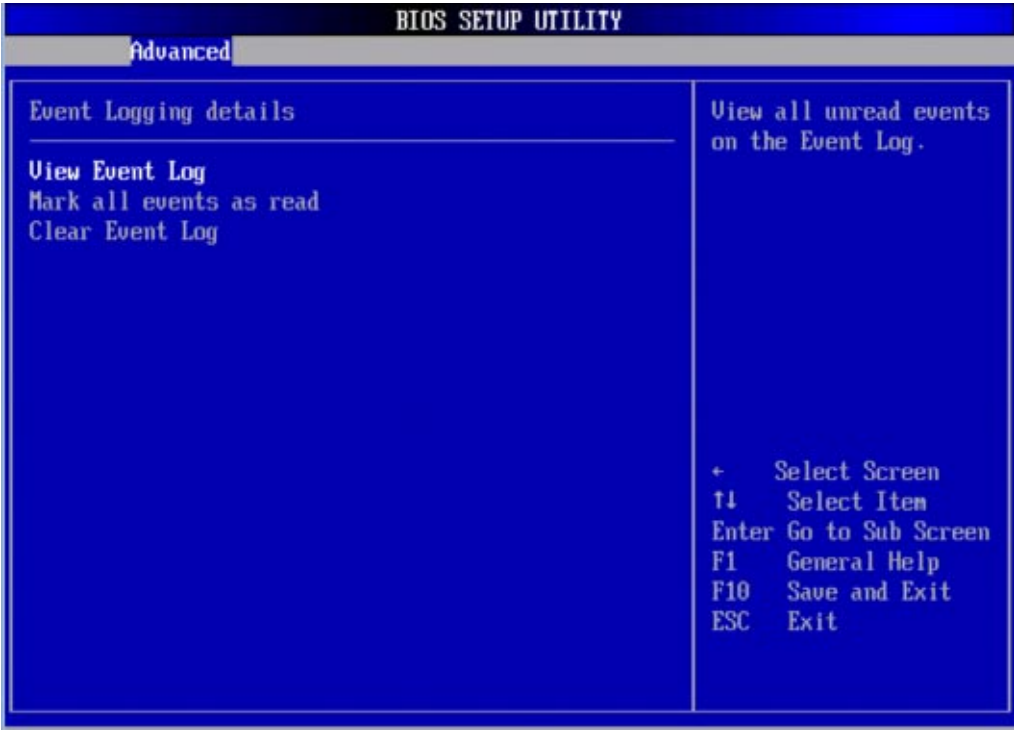 BIOS SETUP UTILITY
Advanced
Event Logging details
View Event Log
Mark all events as read
Clear Event Log
View all unread events
on the Event Log.
← Select Screen
↑↓ Select Item
Enter Go to Sub Screen
F1 General Help
F10 Save and Exit
ESC Exit